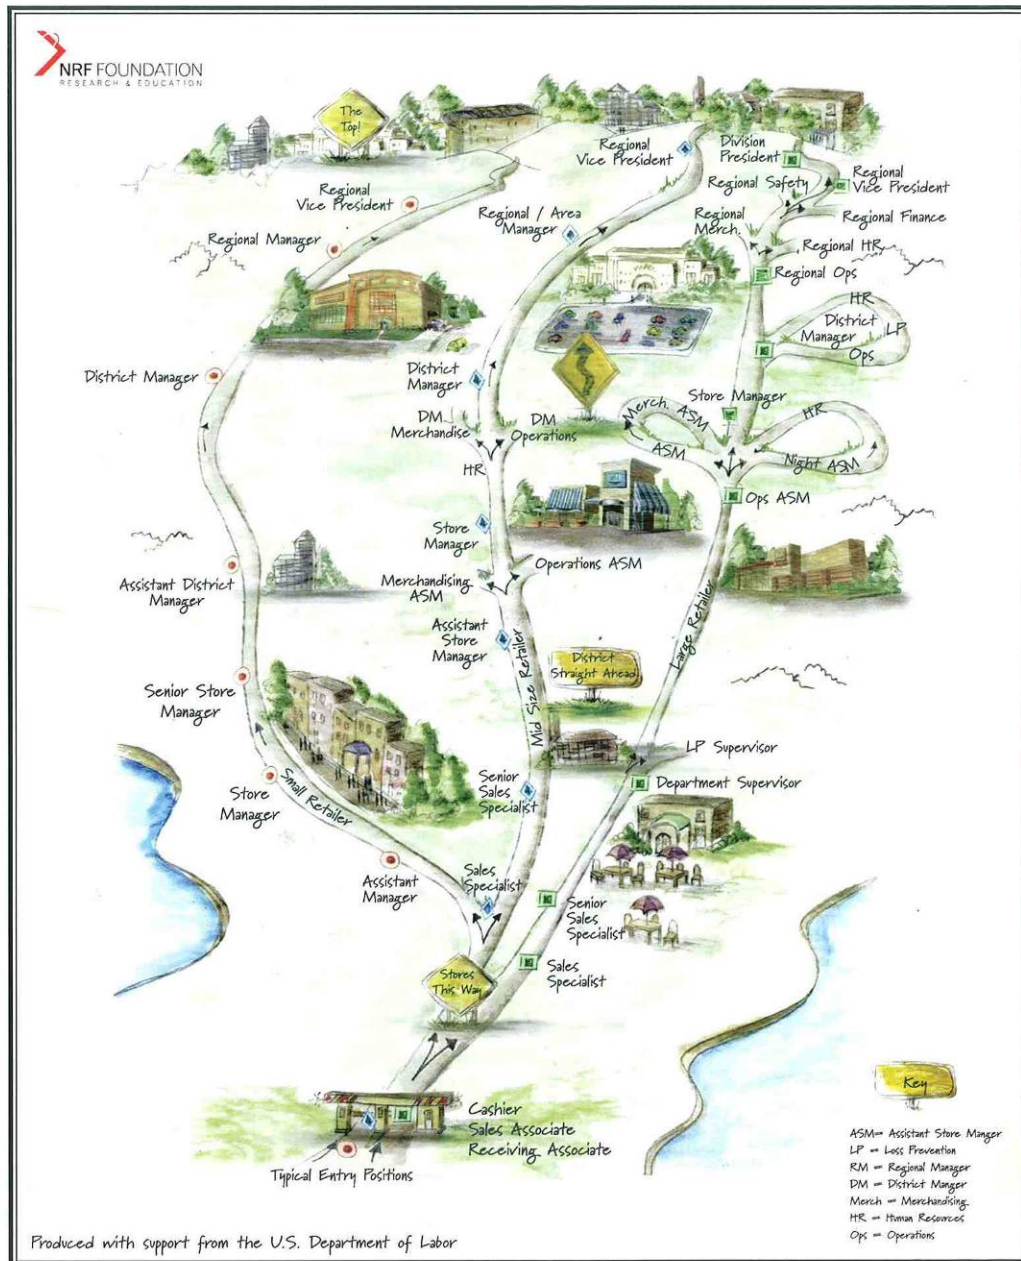 NRF FOUNDATION
RESEARCH & EDUCATION
The
Top!
Regional
Vice President
Division
President
Regional
Vice President
Regional Safety
Regional
Vice President
Regional / Area
Manager
Regional
Merch.
Regional Finance
Regional Manager
Regional HR
Regional Ops
HR
District
Manager
LP
Ops
District Manager
District
Manager
Store Manager
Merch. ASM
HR
DM
Merchandise
DM
Operations
ASM
Night ASM
HR
Ops ASM
Store
Manager
Operations ASM
Assistant District
Manager
Merchandising
ASM
Large Retailer
Assistant
Store
Manager
Mid Size Retailer
District
Straight Ahead
Senior Store
Manager
LP Supervisor
Store
Manager
Small Retailer
Senior
Sales
Specialist
Department Supervisor
Assistant
Manager
Sales
Specialist
Senior
Sales
Specialist
Stores
This Way
Sales
Specialist
Key
Cashier
Sales Associate
Receiving Associate
Typical Entry Positions
ASM= Assistant Store Manger
LP = Loss Prevention
RM = Regional Manager
DM = District Manger
Merch = Merchandising
HR = Human Resources
Ops = Operations
Produced with support from the U.S. Department of Labor